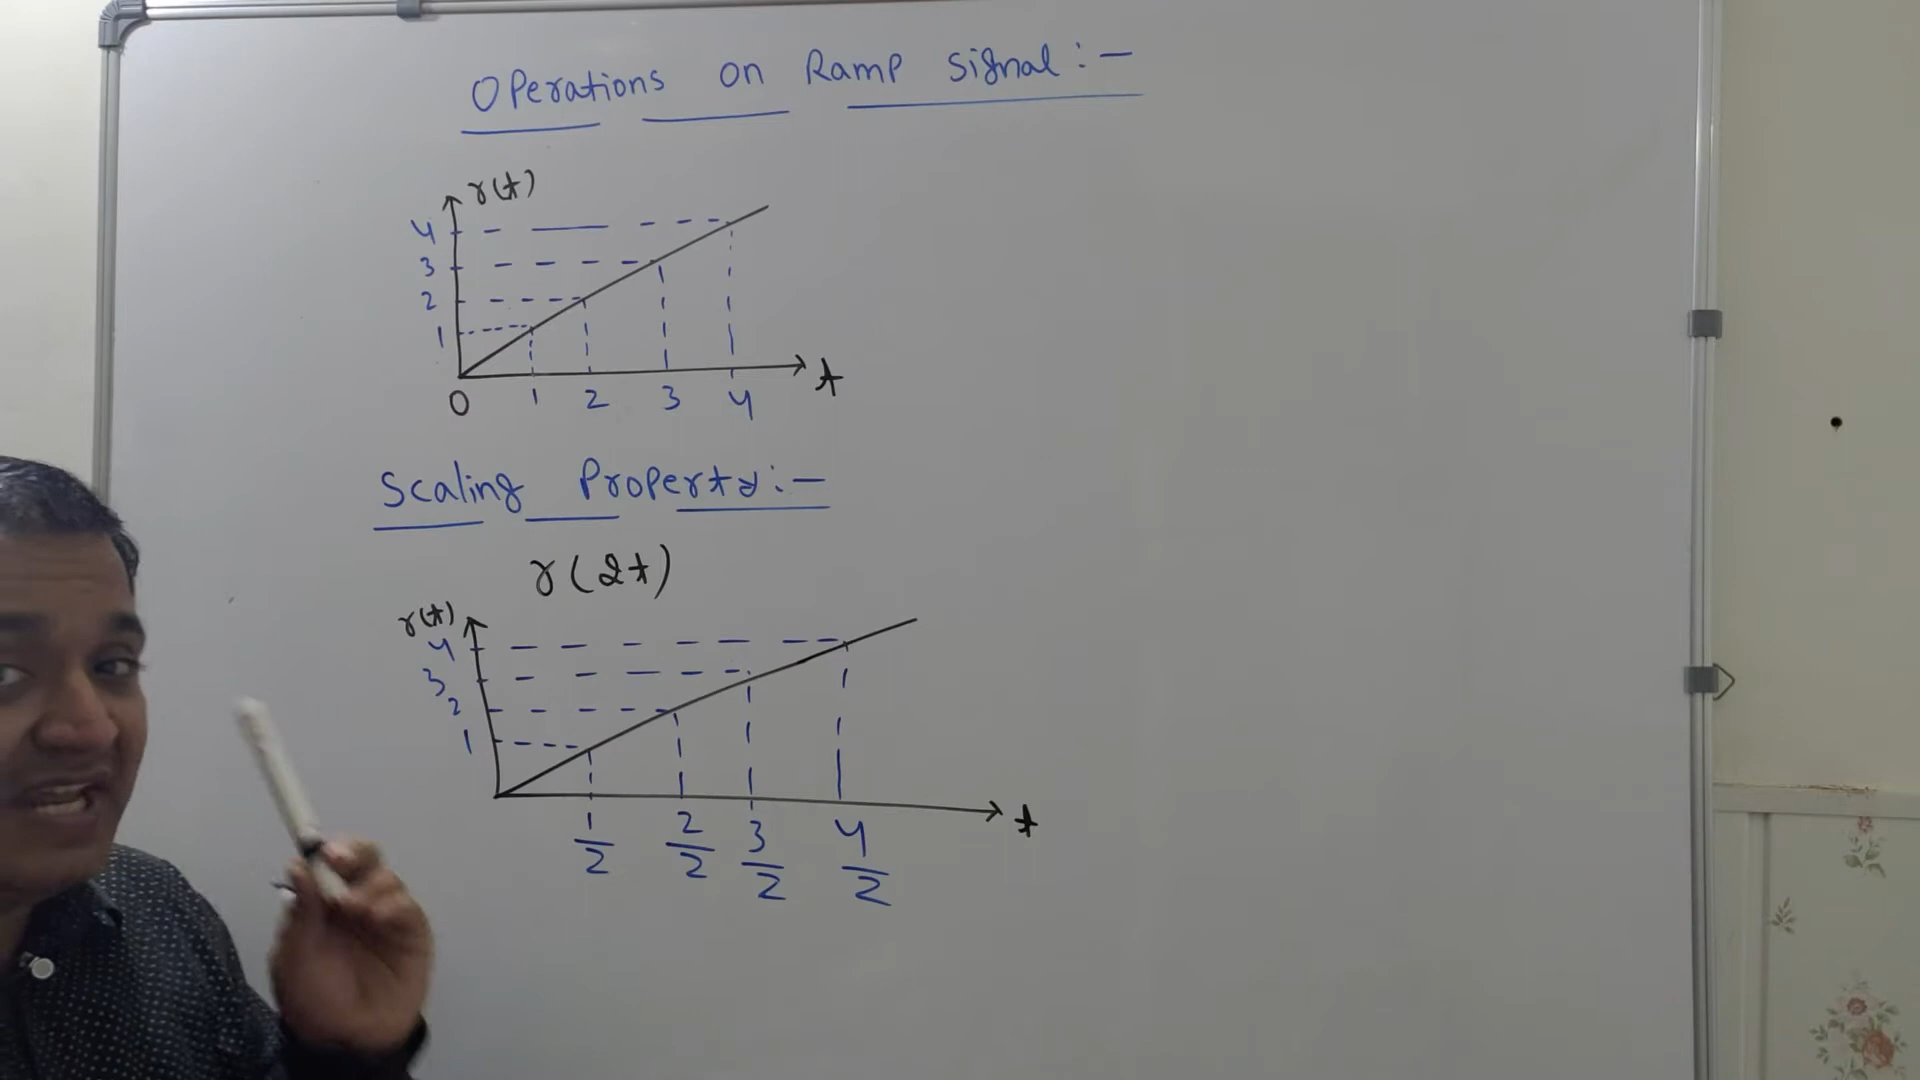 Operations on Ramp signal:-
r(t)
4
3
2
1
0 1 2 3 4 t
Scaling Property:-
r(2t)
r(t)
4
3
2
1
1/2 2/2 3/2 4/2 t